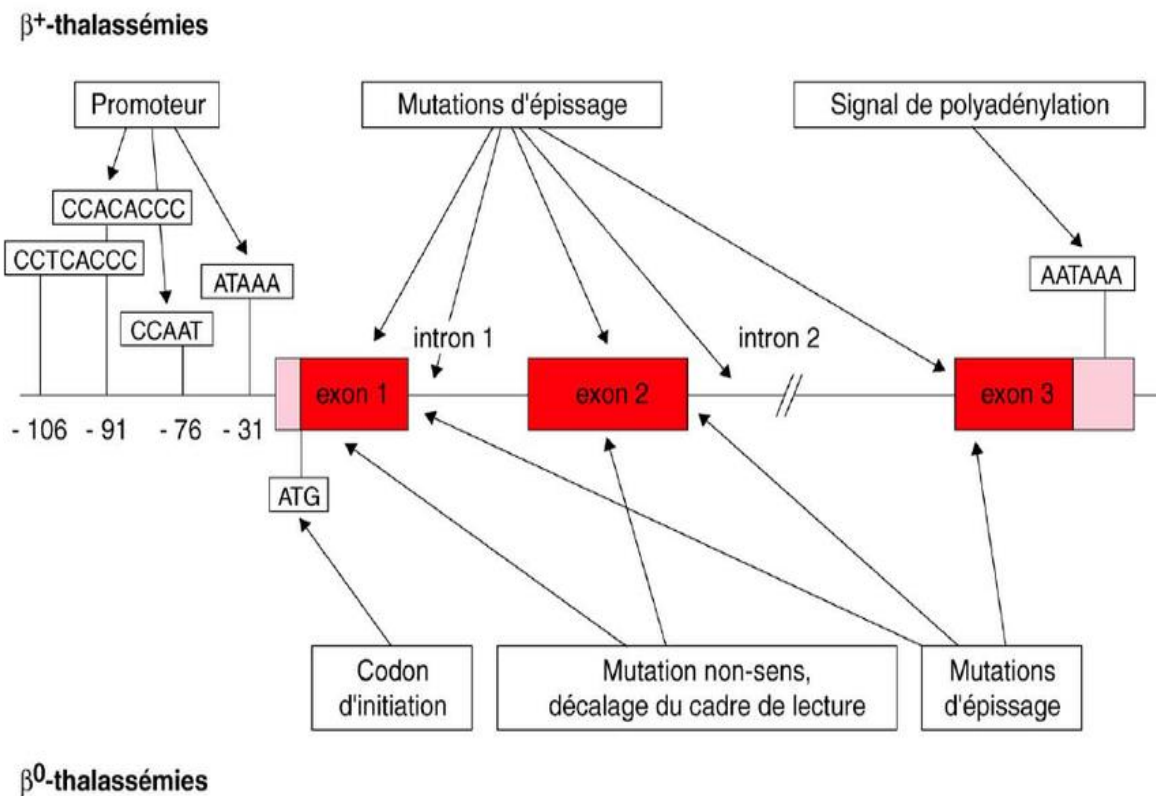 β+-thalassémies
Promoteur
Mutations d'épissage
Signal de polyadénylation
CCACACCC
CCTCACCC
ATAAA
AATAAA
CCAAT
intron 1
intron 2
exon 1
exon 2
exon 3
- 106 - 91 - 76 - 31
ATG
Codon
d'initiation
Mutation non-sens,
décalage du cadre de lecture
Mutations
d'épissage
β0-thalassémies